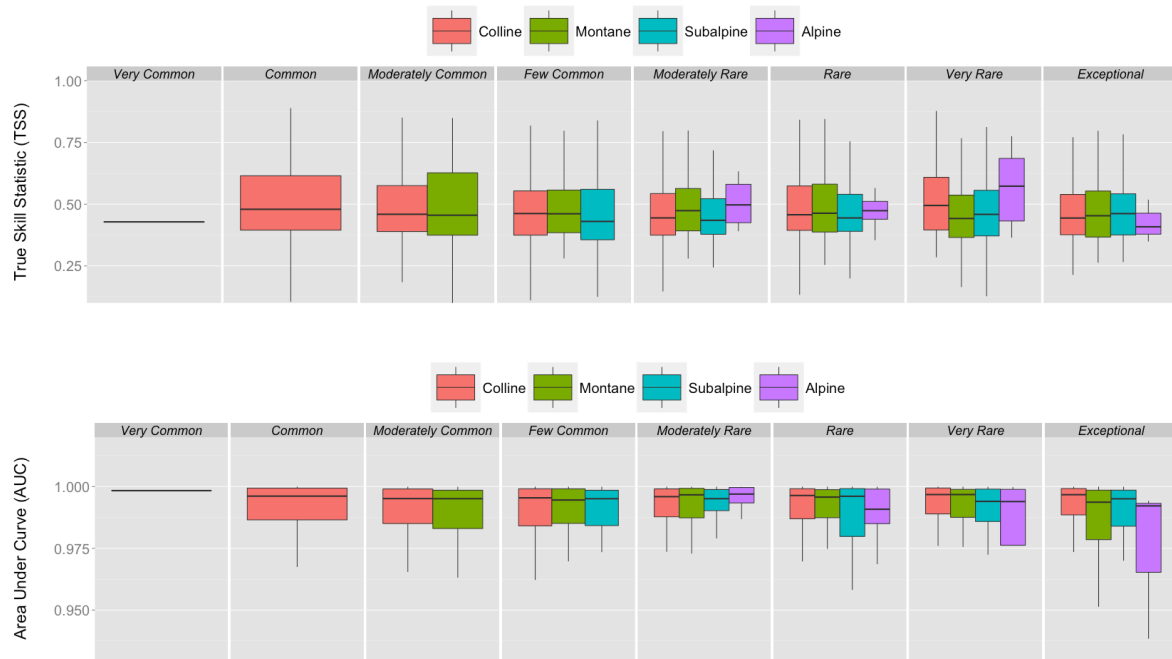 Colline Montane Subalpine Alpine
Very Common Common Moderately Common Few Common Moderately Rare Rare Very Rare Exceptional
True Skill Statistic (TSS)
1.00
0.75
0.50
0.25
Colline Montane Subalpine Alpine
Very Common Common Moderately Common Few Common Moderately Rare Rare Very Rare Exceptional
Area Under Curve (AUC)
1.000
0.975
0.950